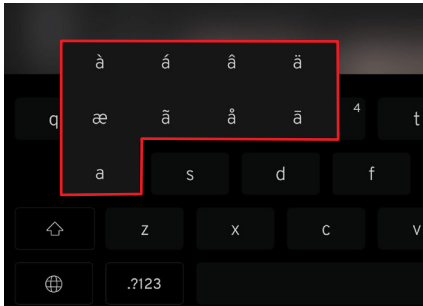 à á â ä
q æ ã å ā 4 t
a s d f
z x c v
.?123